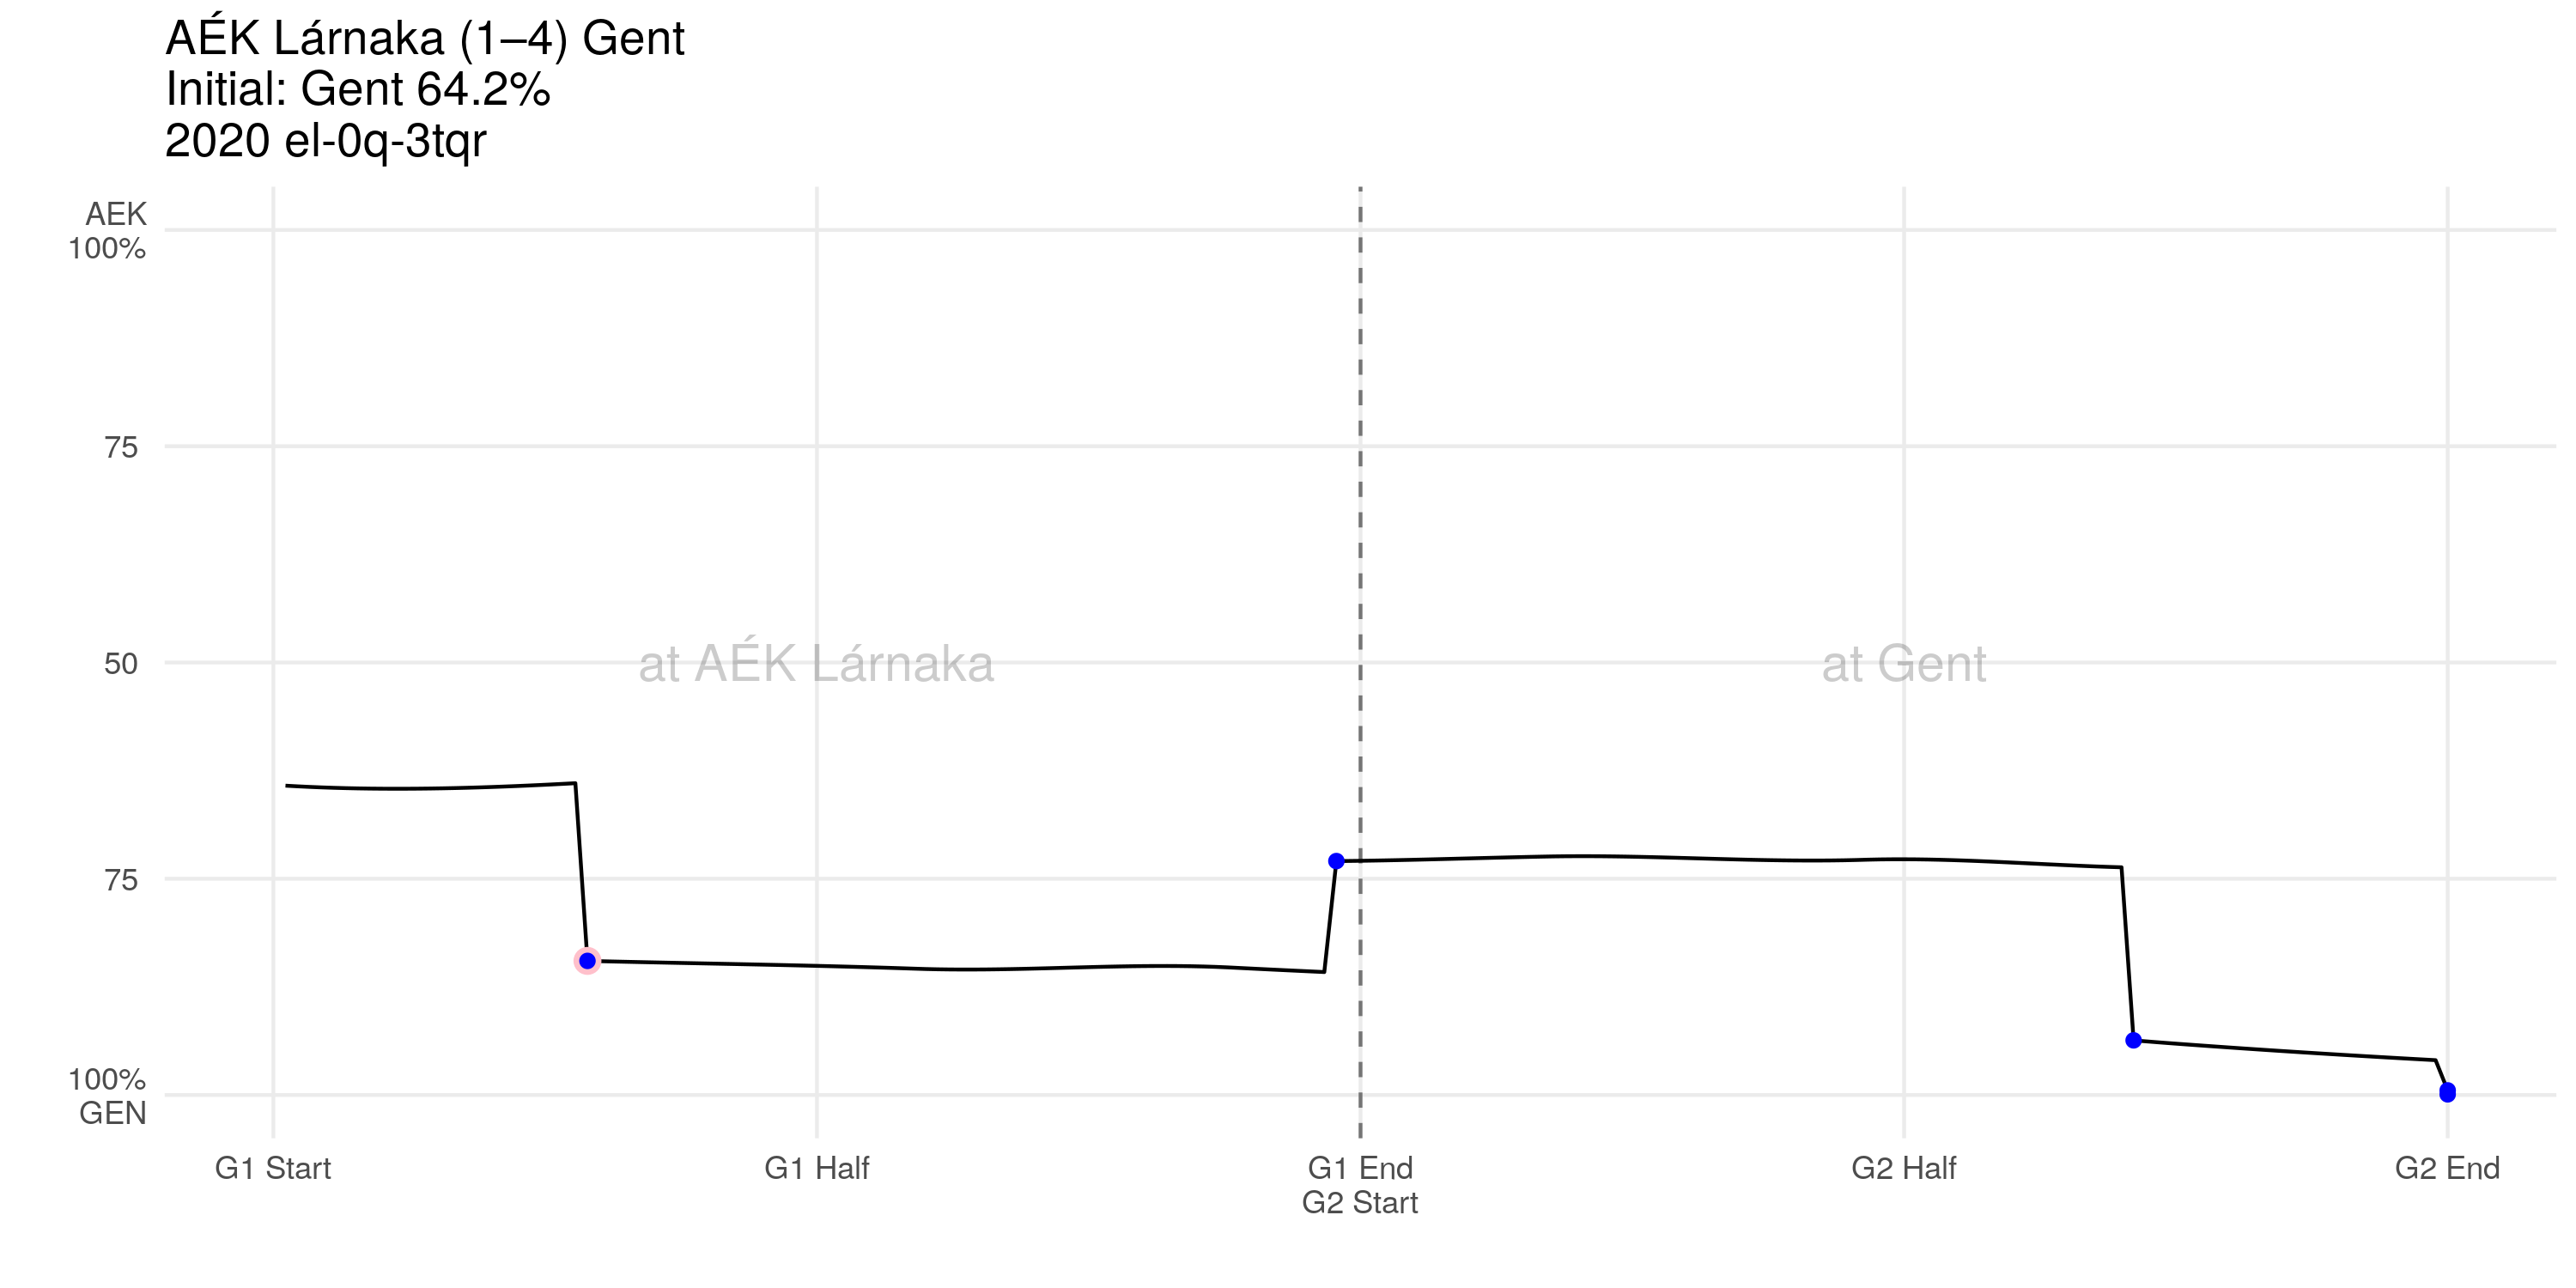 AÉK Lárnaka (1–4) Gent
Initial: Gent 64.2%
2020 el-0q-3tqr
AEK
100%
75
50
75
100%
GEN
at AÉK Lárnaka
at Gent
G1 Start
G1 Half
G1 End
G2 Start
G2 Half
G2 End